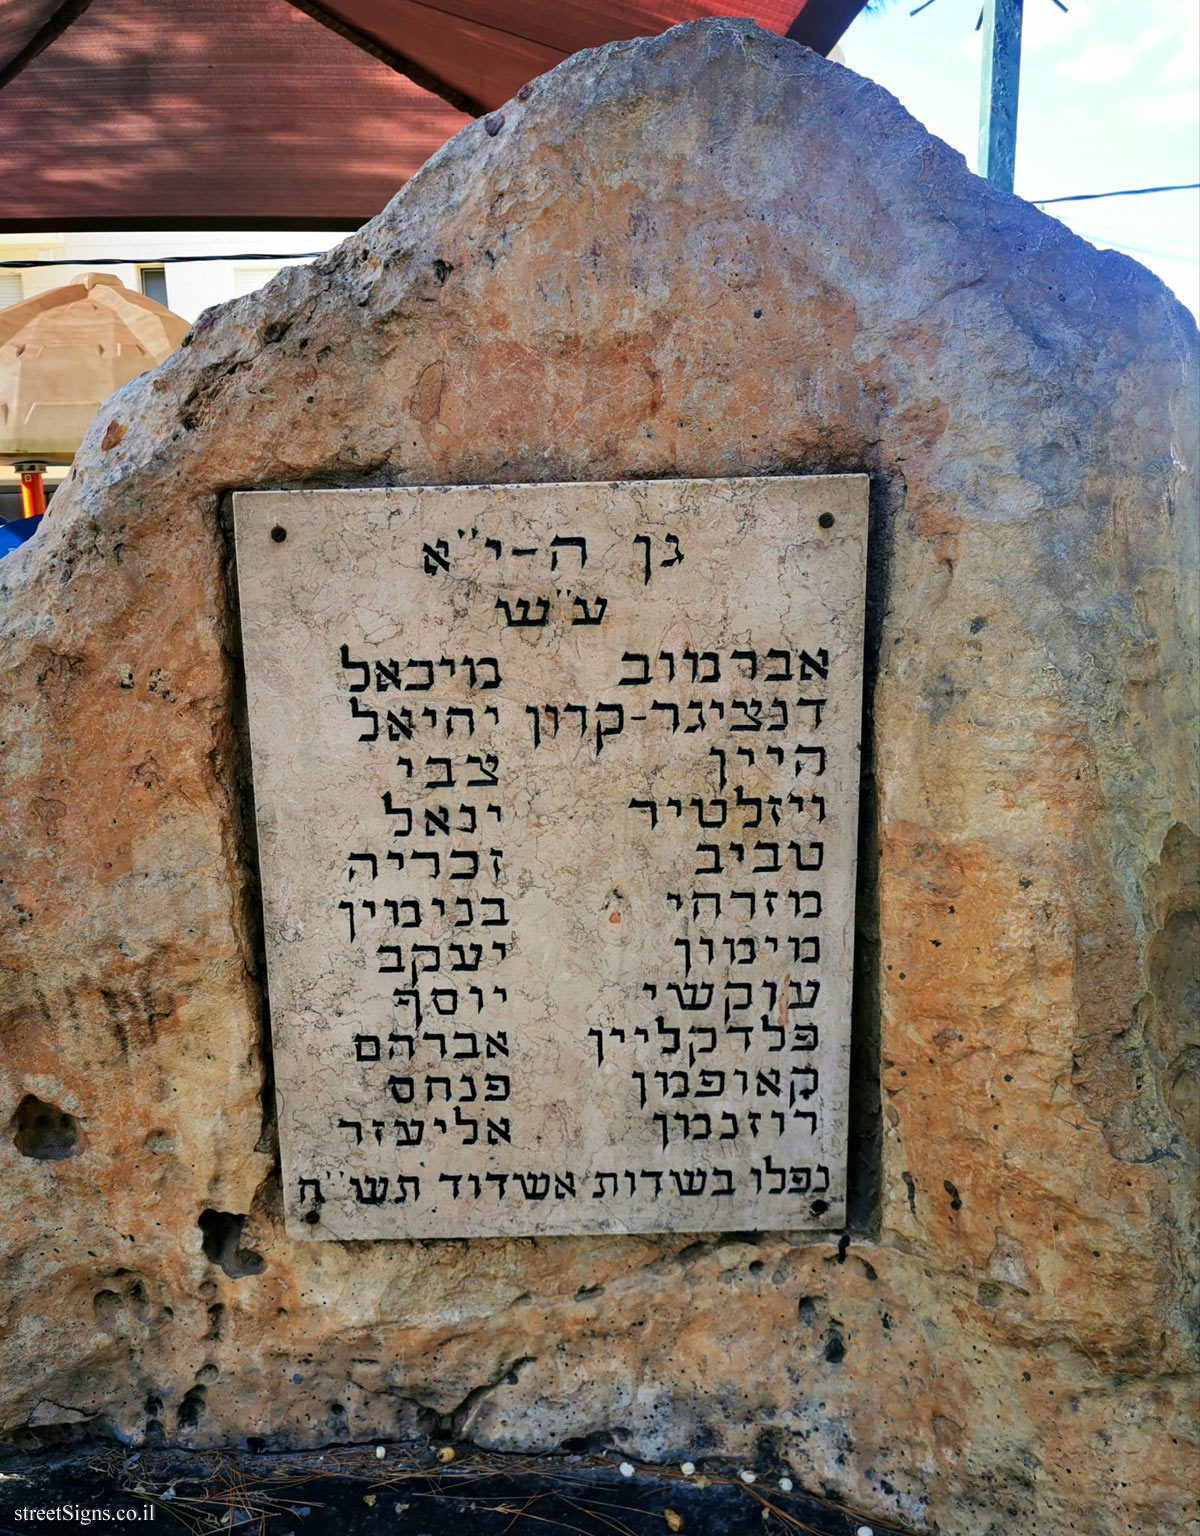 גן ה-י"א
ע"ש
אברמוב מיכאל
דנציגר-קרון יחיאל
היין צבי
ויזלטיר ינאל
טביב זכריה
מזרחי בנימין
מימון יעקב
עוקשי יוסף
פלדקליין אברהם
קאופמן פנחס
רוזנמן אליעזר
נפלו בשדות אשדוד תש"ח
streetSigns.co.il